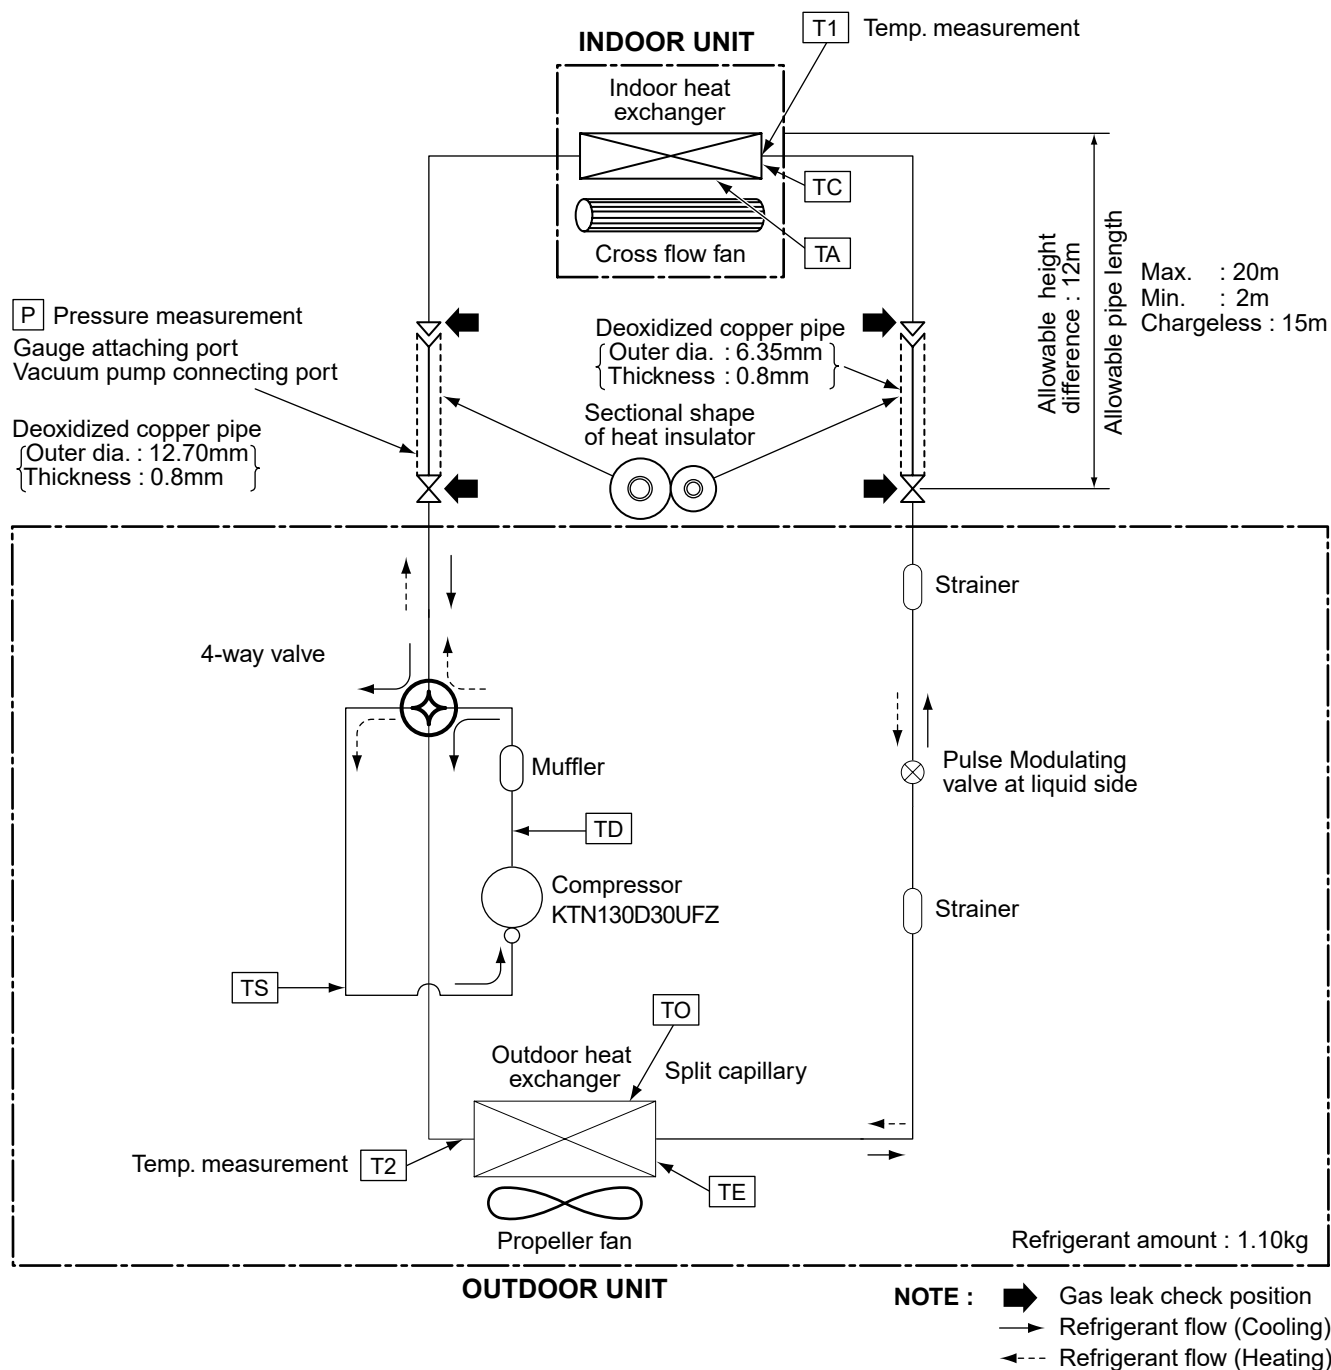 T1 Temp. measurement
INDOOR UNIT
Indoor heat
exchanger
TC
Cross flow fan
TA
Allowable height
difference : 12m
Allowable pipe length
Max. : 20m
Min. : 2m
Chargeless : 15m
P Pressure measurement
Gauge attaching port
Vacuum pump connecting port
Deoxidized copper pipe
Outer dia. : 12.70mm
Thickness : 0.8mm
Deoxidized copper pipe
Outer dia. : 6.35mm
Thickness : 0.8mm
Sectional shape
of heat insulator
Strainer
4-way valve
Muffler
Pulse Modulating
valve at liquid side
TD
Compressor
KTN130D30UFZ
Strainer
TS
TO
Outdoor heat
exchanger
Split capillary
Temp. measurement T2
TE
Propeller fan
Refrigerant amount : 1.10kg
OUTDOOR UNIT
NOTE : Gas leak check position
Refrigerant flow (Cooling)
Refrigerant flow (Heating)